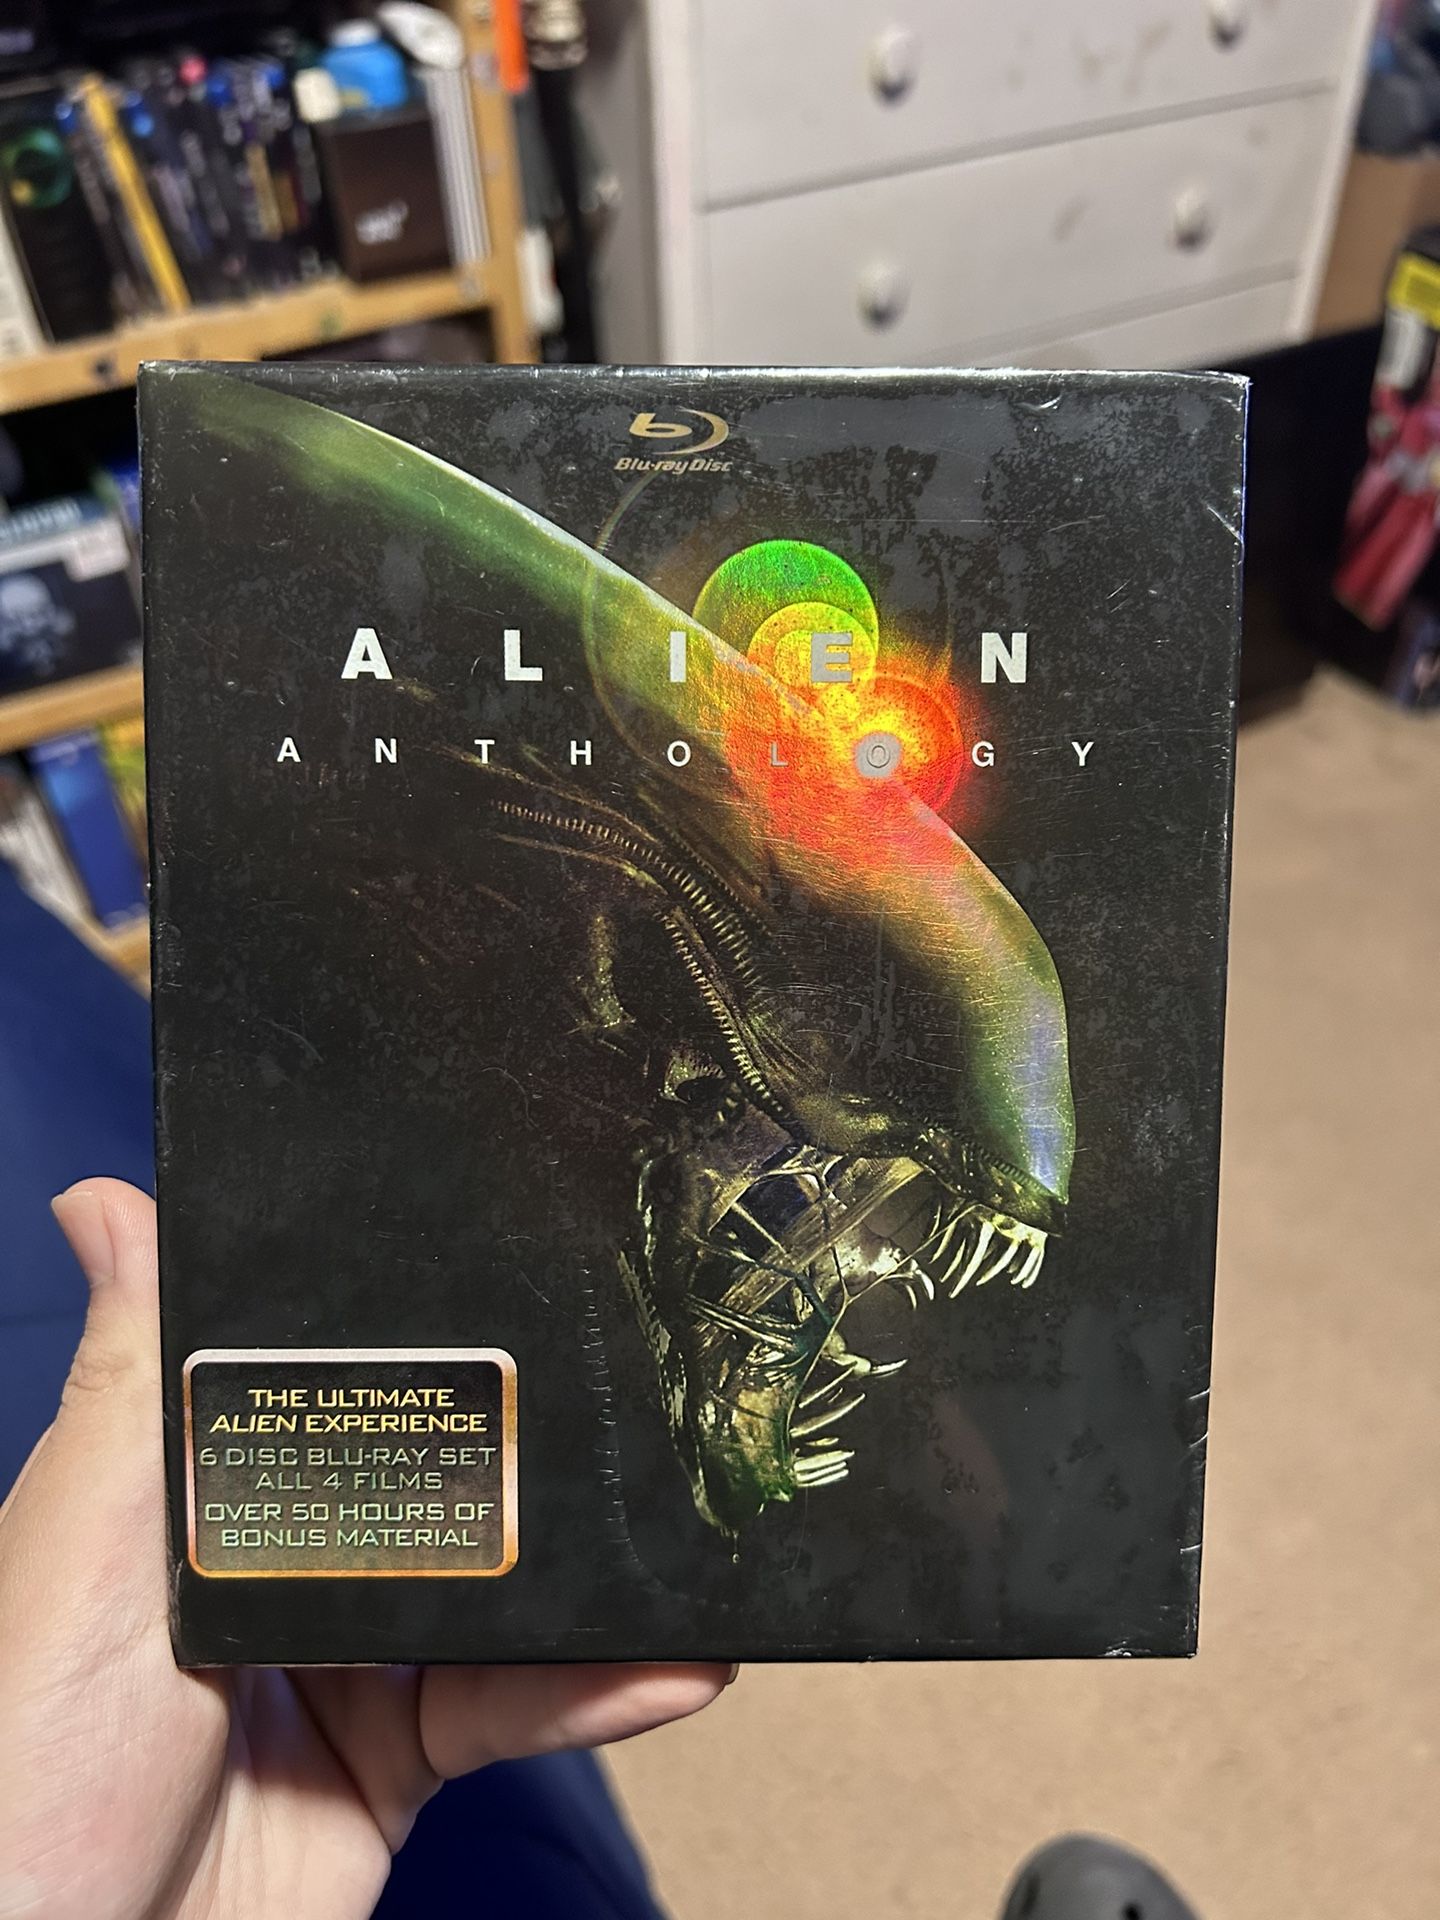 Blu-ray Disc
ALIEN
ANTHOLOGY
THE ULTIMATE
ALIEN EXPERIENCE
6 DISC BLU-RAY SET
ALL 4 FILMS
OVER 50 HOURS OF
BONUS MATERIAL